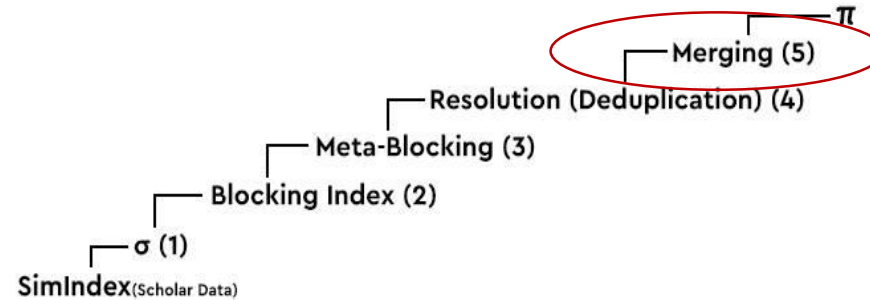 π
Merging (5)
Resolution (Deduplication) (4)
Meta-Blocking (3)
Blocking Index (2)
σ (1)
SimIndex(Scholar Data)